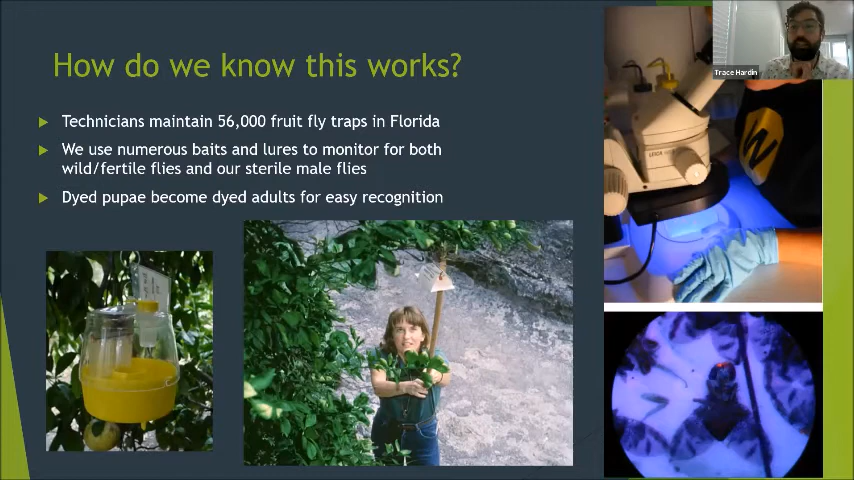 How do we know this works?
Trace Hardin
Technicians maintain 56,000 fruit fly traps in Florida
We use numerous baits and lures to monitor for both
wild/fertile flies and our sterile male flies
Dyed pupae become dyed adults for easy recognition
LEICA
W